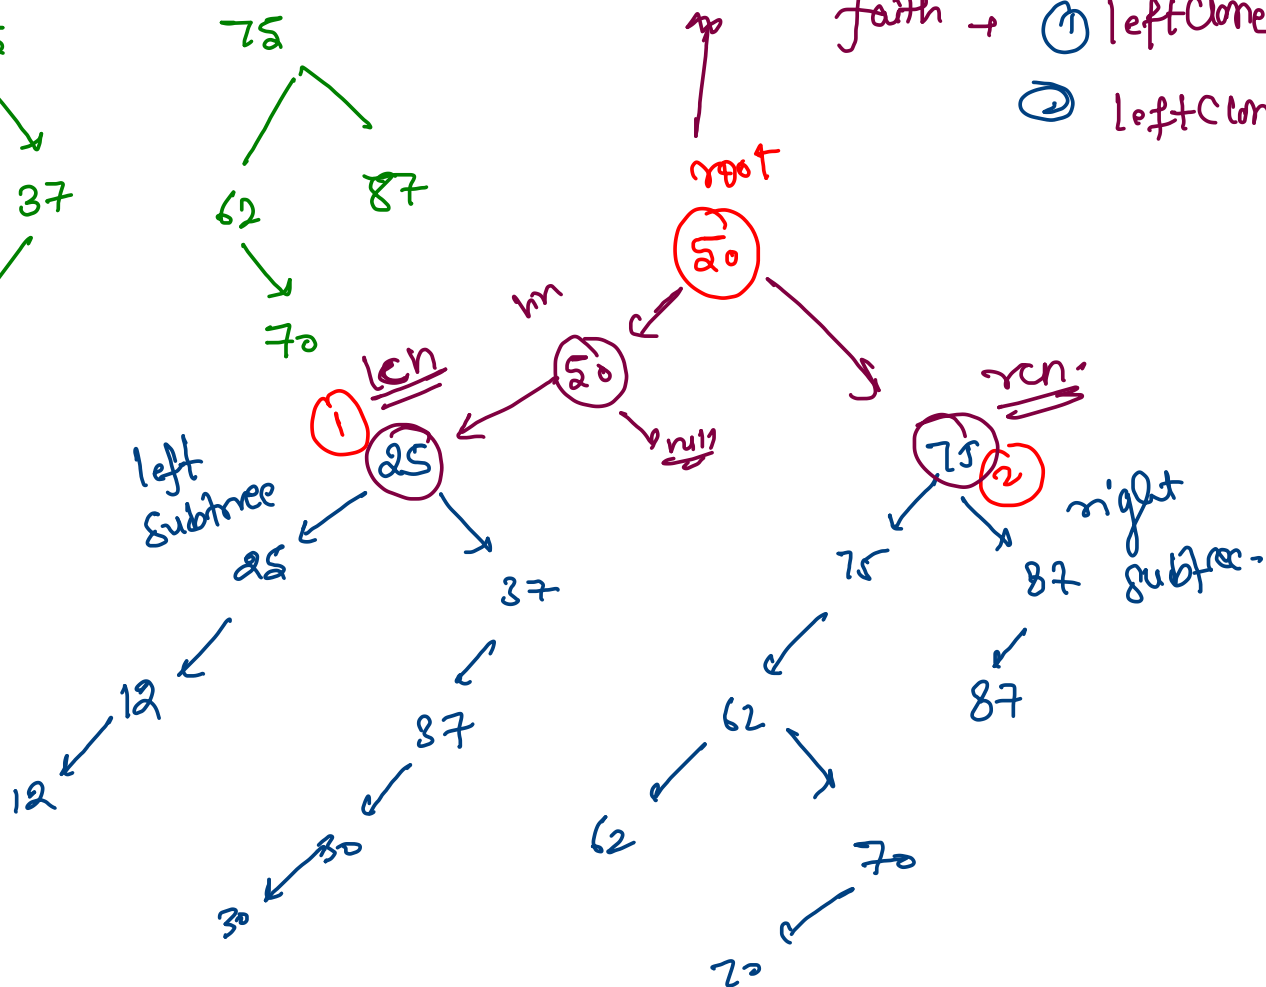 75
faith → ① leftClone
② leftClon
37
62
87
root
50
70
nn
lcn
50
rcn.
1
25
null
75
2
left
subtree
right
subtree.
25
37
75
87
12
37
62
87
12
30
62
70
30
70